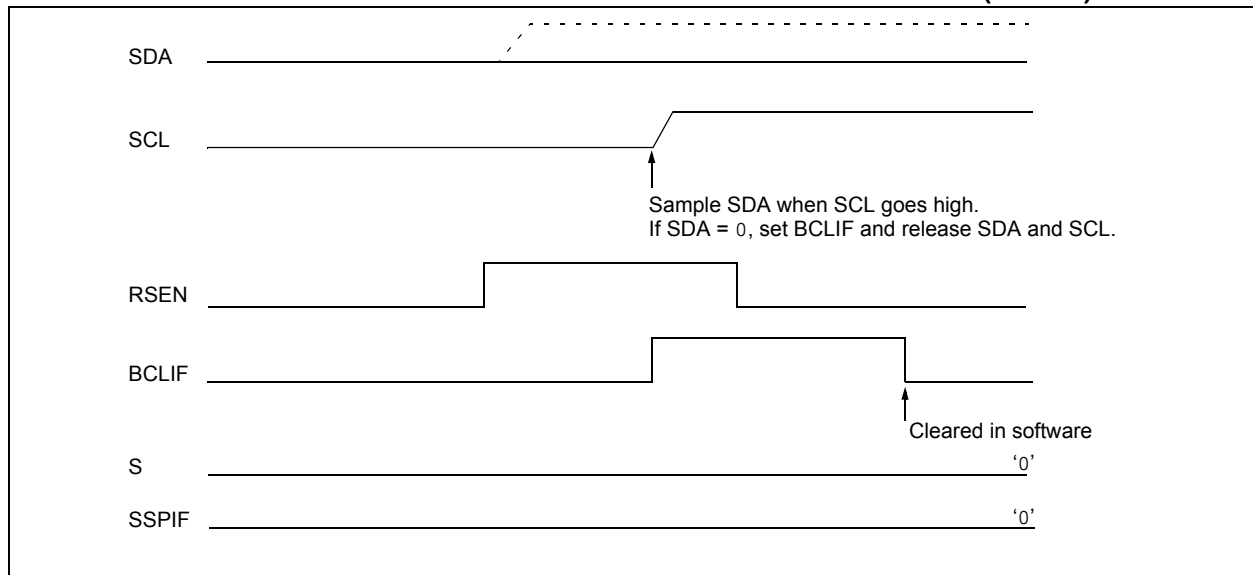 SDA
SCL
Sample SDA when SCL goes high.
If SDA = 0, set BCLIF and release SDA and SCL.
RSEN
BCLIF
Cleared in software
S
‘0’
SSPIF
‘0’